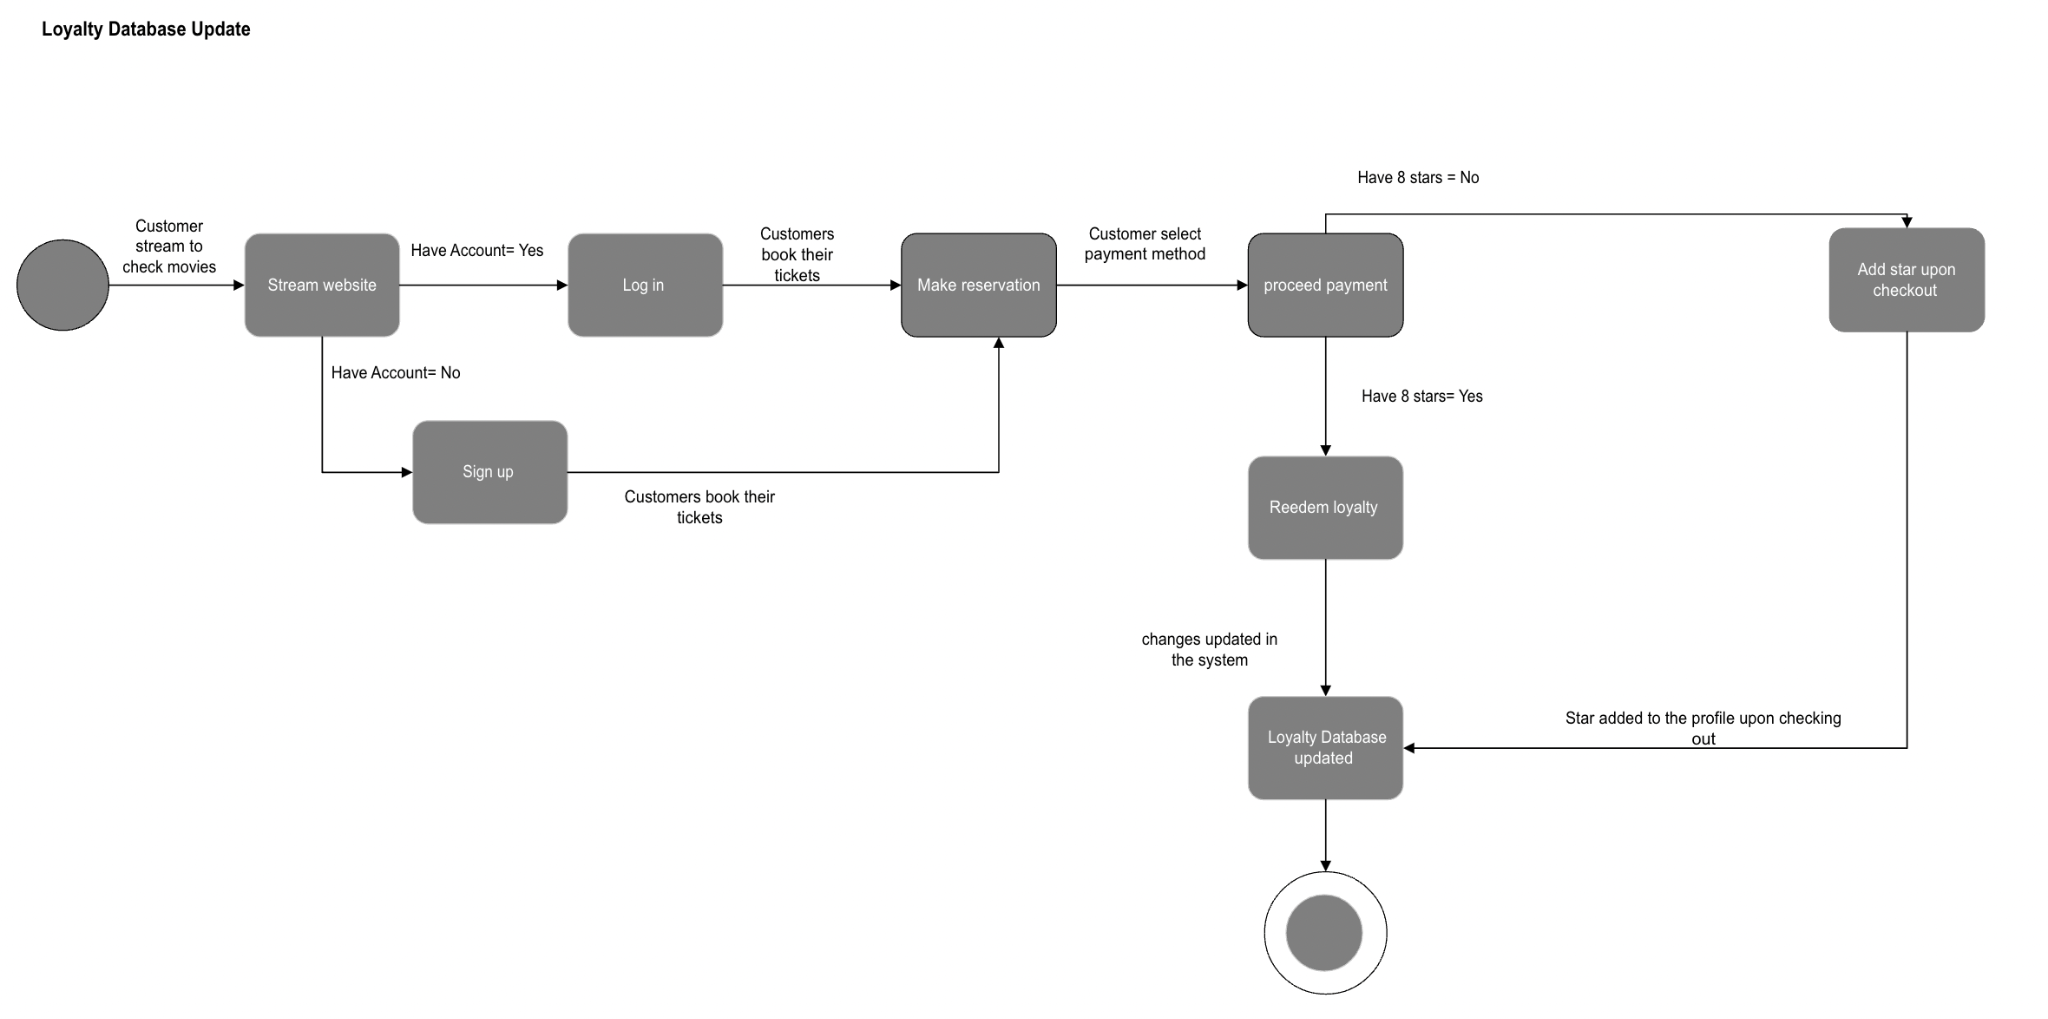 Loyalty Database Update
Customer
stream to
check movies
Stream website
Have Account= Yes
Log in
Customers
book their
tickets
Make reservation
Customer select
payment method
proceed payment
Have 8 stars = No
Add star upon
checkout
Have Account= No
Sign up
Customers book their
tickets
Have 8 stars= Yes
Reedem loyalty
changes updated in
the system
Loyalty Database
updated
Star added to the profile upon checking
out